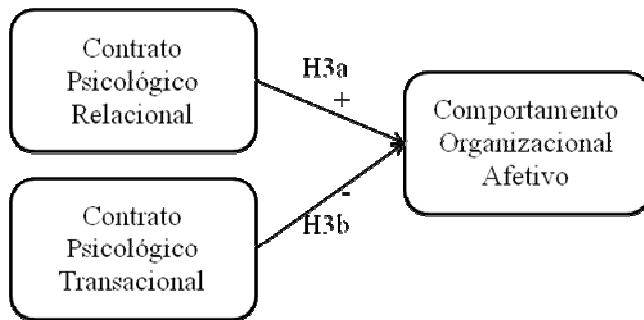 Contrato
Psicológico
Relacional
H3a
+
Comportamento
Organizacional
Afetivo
Contrato
Psicológico
Transacional
-
H3b